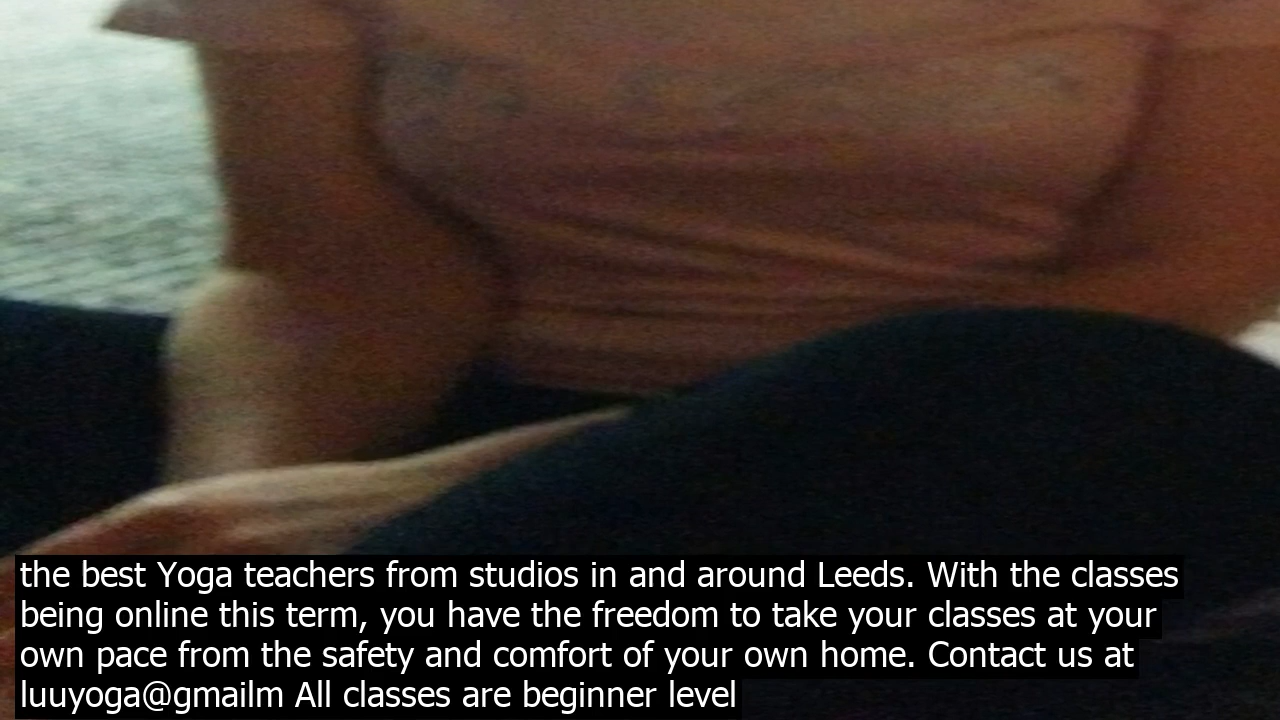 the best Yoga teachers from studios in and around Leeds. With the classes
being online this term, you have the freedom to take your classes at your
own pace from the safety and comfort of your own home. Contact us at
luuyoga@gmailm All classes are beginner level